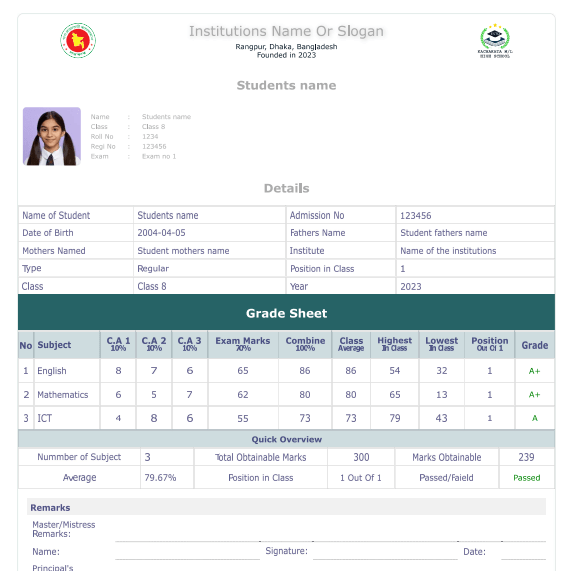 Institutions Name Or Slogan
Rangpur, Dhaka, Bangladesh
Founded in 2023
HIGH SCHOOL
Students name
Name : Students name
Class : Class 8
Roll No : 1234
Regi No : 123456
Exam : Exam no 1
Details
Name of Student Students name Admission No 123456
Date of Birth 2004-04-05 Fathers Name Student fathers name
Mothers Named Student mothers name Institute Name of the institutions
Type Regular Position in Class 1
Class Class 8 Year 2023
Grade Sheet
No Subject C.A 1 C.A 2 C.A 3 Exam Marks Combine Class Highest Lowest Position Grade
10% 10% 10% 70% 100% Average In Class In Class Out Of 1
1 English 8 7 6 65 86 86 54 32 1 A+
2 Mathematics 6 5 7 62 80 80 65 13 1 A+
3 ICT 4 8 6 55 73 73 79 43 1 A
Quick Overview
Nummber of Subject 3 Total Obtainable Marks 300 Marks Obtainable 239
Average 79.67% Position in Class 1 Out Of 1 Passed/Faield Passed
Remarks
Master/Mistress
Remarks:
Name: Signature: Date:
Principal's